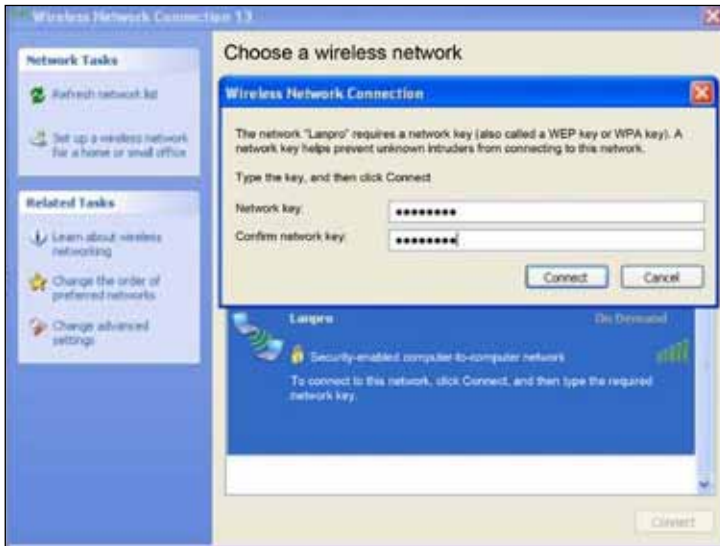 Wireless Network Connection 13
Network Tasks
Refresh network list
Set up a wireless network
for a home or small office
Related Tasks
Learn about wireless
networking
Change the order of
preferred networks
Change advanced
settings
Choose a wireless network
Wireless Network Connection
The network "Lanpro" requires a network key (also called a WEP key or WPA key). A
network key helps prevent unknown intruders from connecting to this network.
Type the key, and then click Connect
Network key:
Confirm network key:
Connect
Cancel
Lanpro
On Demand
Security-enabled computer-to-computer network
To connect to this network, click Connect, and then type the required
network key.
Connect